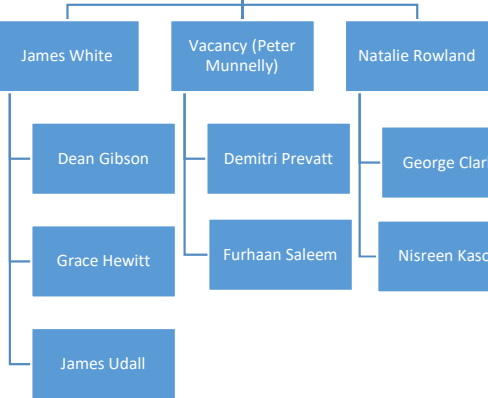 James White
Vacancy (Peter
Munnelly)
Natalie Rowland
Dean Gibson
Demitri Prevatt
George
Grace Hewitt
Furhaan Saleem
Nisreen
James Udall